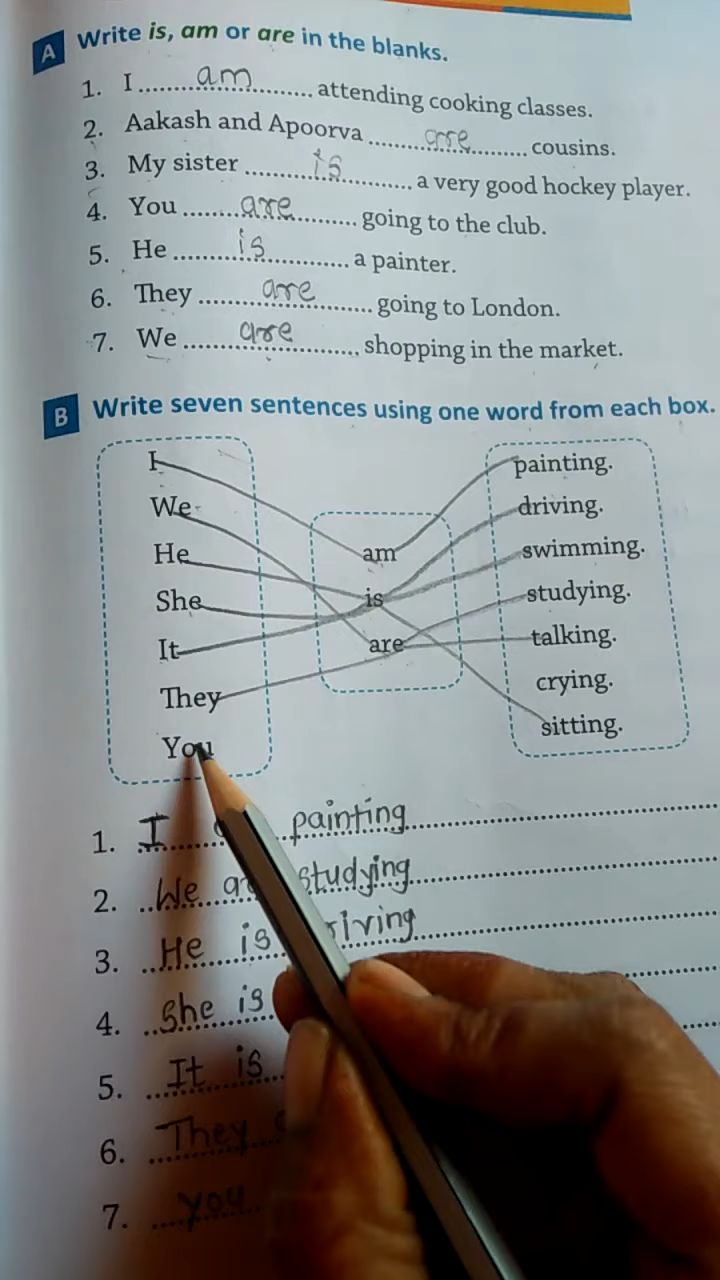 A Write is, am or are in the blanks.
1. I am attending cooking classes.
2. Aakash and Apoorva are cousins.
3. My sister is a very good hockey player.
4. You are going to the club.
5. He is a painter.
6. They are going to London.
7. We are shopping in the market.
B Write seven sentences using one word from each box.
I
We
He
She
It
They
You
am
is
are
painting.
driving.
swimming.
studying.
talking.
crying.
sitting.
1. I painting
2. We studying
3. He is
4. She is
5. It is
6. They
7. You